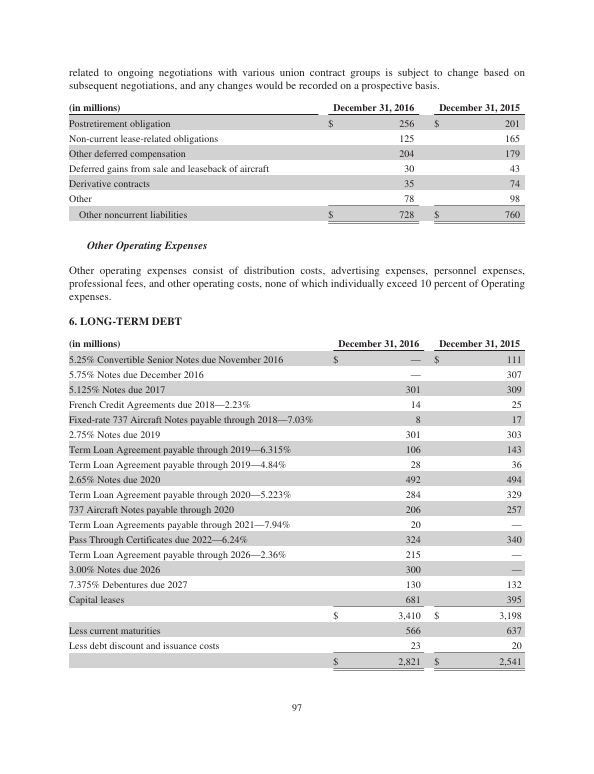 related to ongoing negotiations with various union contract groups is subject to change based on
subsequent negotiations, and any changes would be recorded on a prospective basis.
(in millions) December 31, 2016 December 31, 2015
Postretirement obligation $ 256 $ 201
Non-current lease-related obligations 125 165
Other deferred compensation 204 179
Deferred gains from sale and leaseback of aircraft 30 43
Derivative contracts 35 74
Other 78 98
Other noncurrent liabilities $ 728 $ 760
Other Operating Expenses
Other operating expenses consist of distribution costs, advertising expenses, personnel expenses,
professional fees, and other operating costs, none of which individually exceed 10 percent of Operating
expenses.
6. LONG-TERM DEBT
(in millions) December 31, 2016 December 31, 2015
5.25% Convertible Senior Notes due November 2016 $ — $ 111
5.75% Notes due December 2016 — 307
5.125% Notes due 2017 301 309
French Credit Agreements due 2018—2.23% 14 25
Fixed-rate 737 Aircraft Notes payable through 2018—7.03% 8 17
2.75% Notes due 2019 301 303
Term Loan Agreement payable through 2019—6.315% 106 143
Term Loan Agreement payable through 2019—4.84% 28 36
2.65% Notes due 2020 492 494
Term Loan Agreement payable through 2020—5.223% 284 329
737 Aircraft Notes payable through 2020 206 257
Term Loan Agreements payable through 2021—7.94% 20 —
Pass Through Certificates due 2022—6.24% 324 340
Term Loan Agreement payable through 2026—2.36% 215 —
3.00% Notes due 2026 300 —
7.375% Debentures due 2027 130 132
Capital leases 681 395
$ 3,410 $ 3,198
Less current maturities 566 637
Less debt discount and issuance costs 23 20
$ 2,821 $ 2,541
97